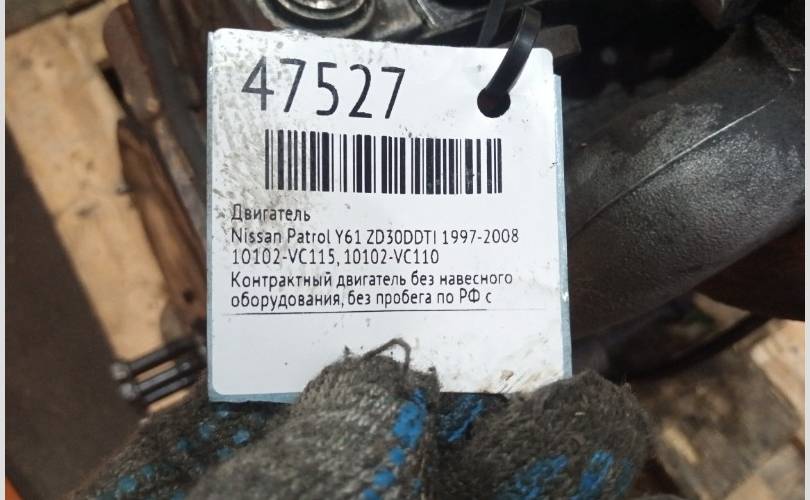 47527
Двигатель
Nissan Patrol Y61 ZD30DDTI 1997-2008
10102-VC115, 10102-VC110
Контрактный двигатель без навесного
оборудования, без пробега по РФ с